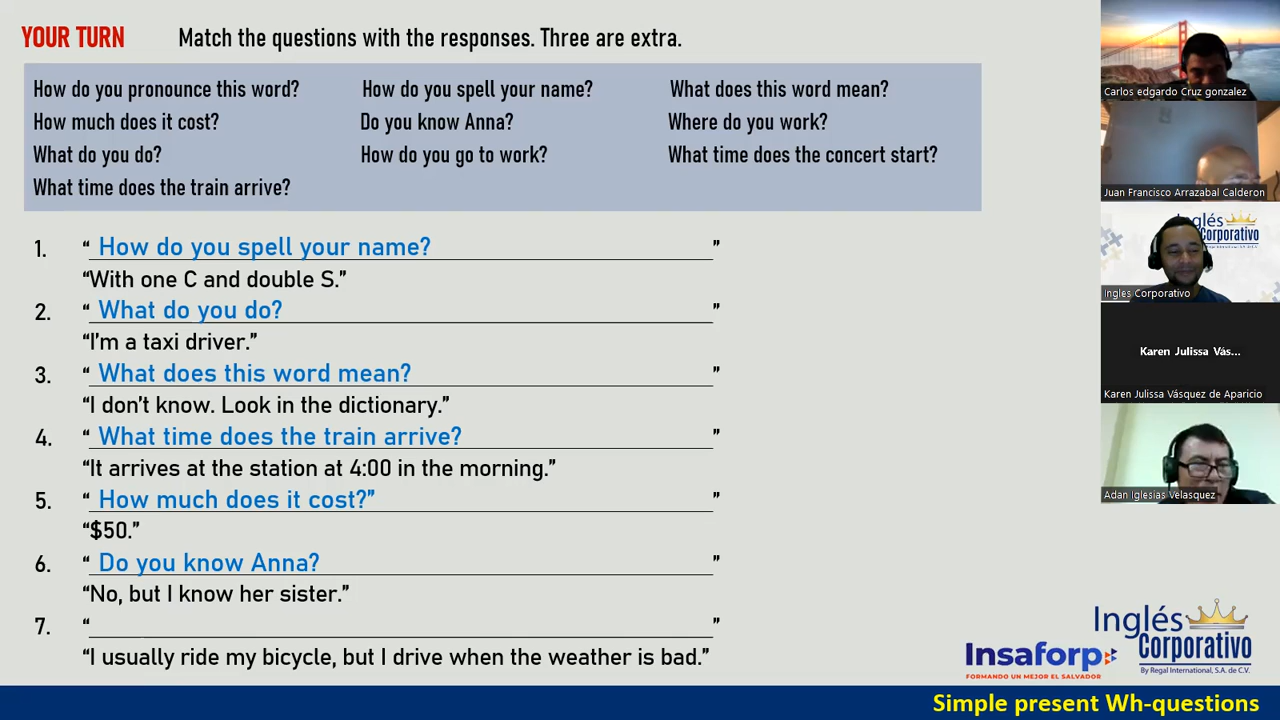 YOUR TURN Match the questions with the responses. Three are extra.
How do you pronounce this word? How do you spell your name? What does this word mean?
How much does it cost? Do you know Anna? Where do you work?
What do you do? How do you go to work? What time does the concert start?
What time does the train arrive?
1. “ How do you spell your name? ”
“With one C and double S.”
2. “ What do you do? ”
“I’m a taxi driver.”
3. “ What does this word mean? ”
“I don’t know. Look in the dictionary.”
4. “ What time does the train arrive? ”
“It arrives at the station at 4:00 in the morning.”
5. “ How much does it cost?” ”
“$50.”
6. “ Do you know Anna? ”
“No, but I know her sister.”
7. “ ”
“I usually ride my bicycle, but I drive when the weather is bad.”
Insaforp
FORMANDO UN MEJOR EL SALVADOR
Inglés
Corporativo
By Regal International, S.A. de C.V.
Simple present Wh-questions
Carlos edgardo Cruz gonzalez
Juan Francisco Arrazabal Calderon
Inglés
Corporativo
Ingles Corporativo
Karen Julissa Vás...
Karen Julissa Vásquez de Aparicio
Adan Iglesias Velasquez